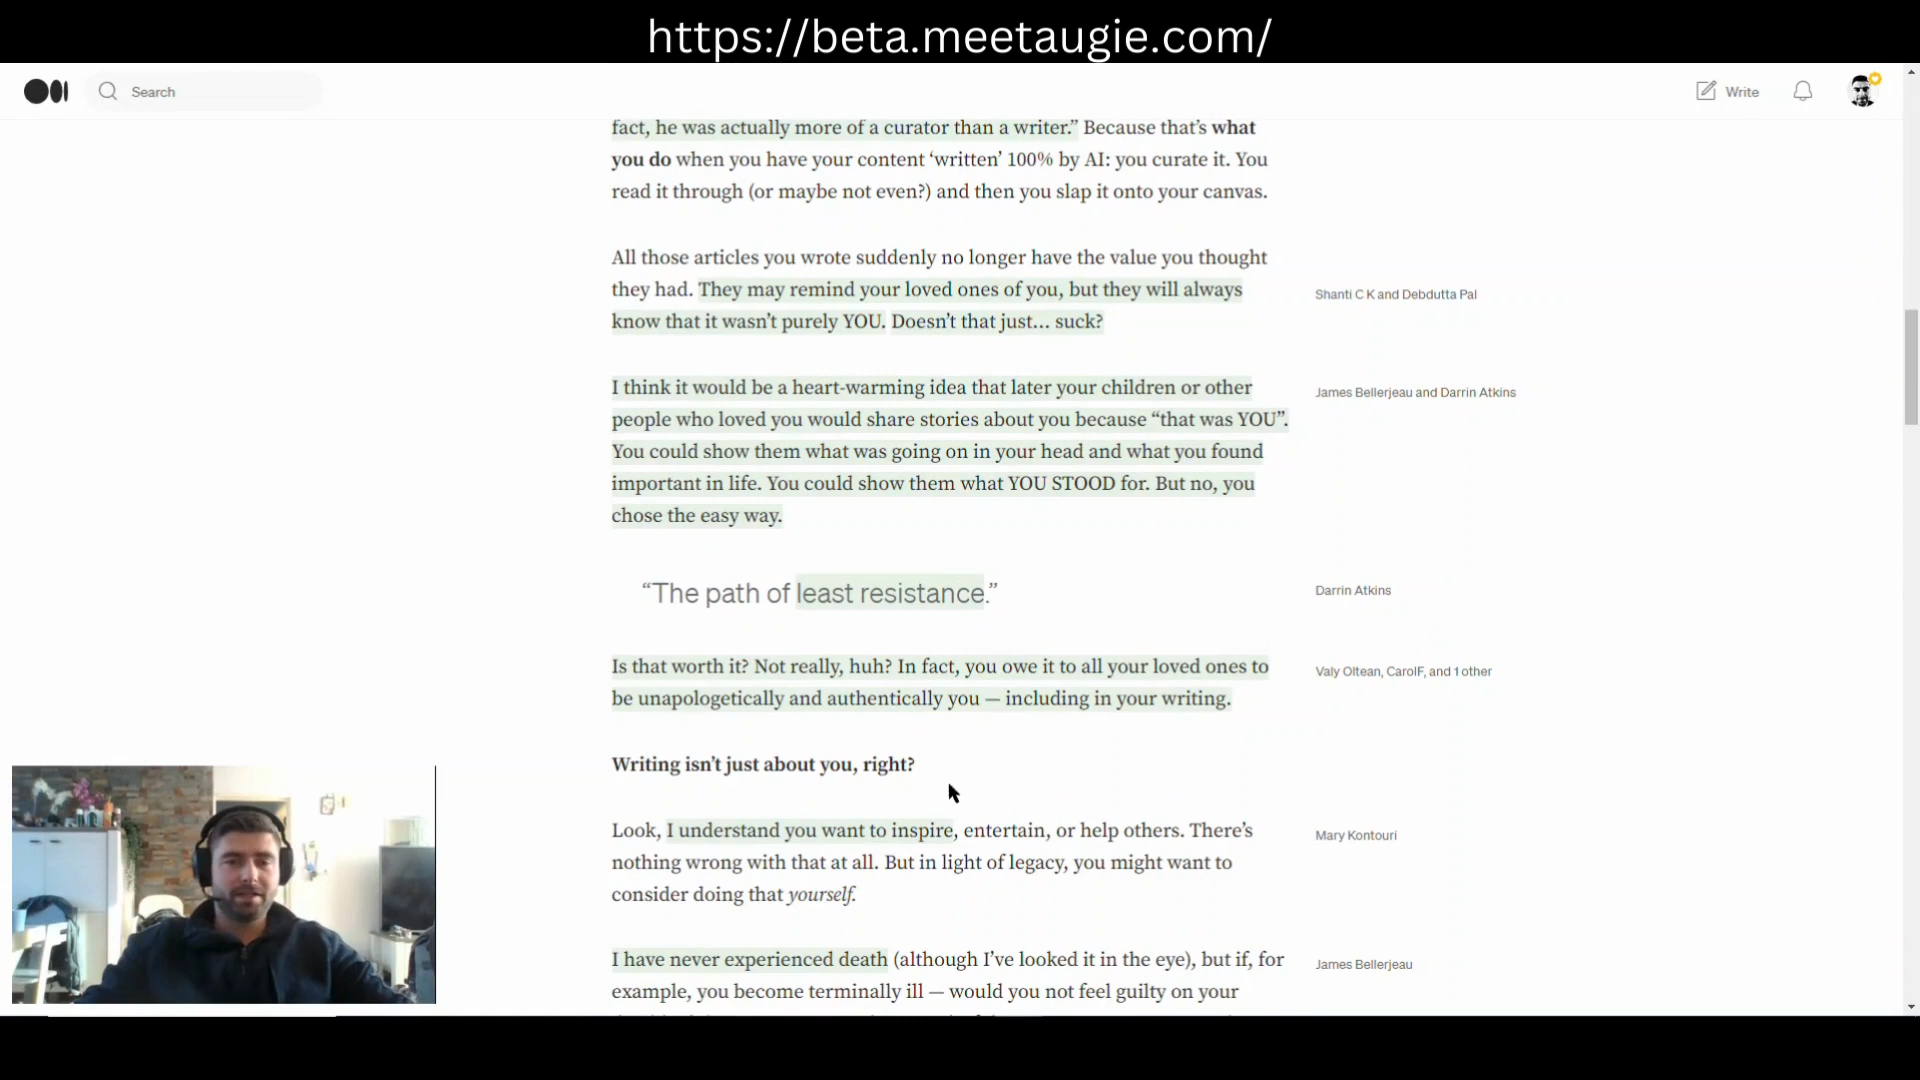 https://beta.meetaugie.com/
Search
Write
fact, he was actually more of a curator than a writer.” Because that’s what
you do when you have your content ‘written’ 100% by AI: you curate it. You
read it through (or maybe not even?) and then you slap it onto your canvas.
All those articles you wrote suddenly no longer have the value you thought
they had. They may remind your loved ones of you, but they will always
know that it wasn’t purely YOU. Doesn’t that just… suck?
Shanti C K and Debdutta Pal
I think it would be a heart-warming idea that later your children or other
people who loved you would share stories about you because “that was YOU”.
You could show them what was going on in your head and what you found
important in life. You could show them what YOU STOOD for. But no, you
chose the easy way.
James Bellerjeau and Darrin Atkins
“The path of least resistance.”
Darrin Atkins
Is that worth it? Not really, huh? In fact, you owe it to all your loved ones to
be unapologetically and authentically you — including in your writing.
Valy Oltean, CarolF, and 1 other
Writing isn’t just about you, right?
Look, I understand you want to inspire, entertain, or help others. There’s
nothing wrong with that at all. But in light of legacy, you might want to
consider doing that yourself.
Mary Kontouri
I have never experienced death (although I’ve looked it in the eye), but if, for
example, you become terminally ill — would you not feel guilty on your
James Bellerjeau